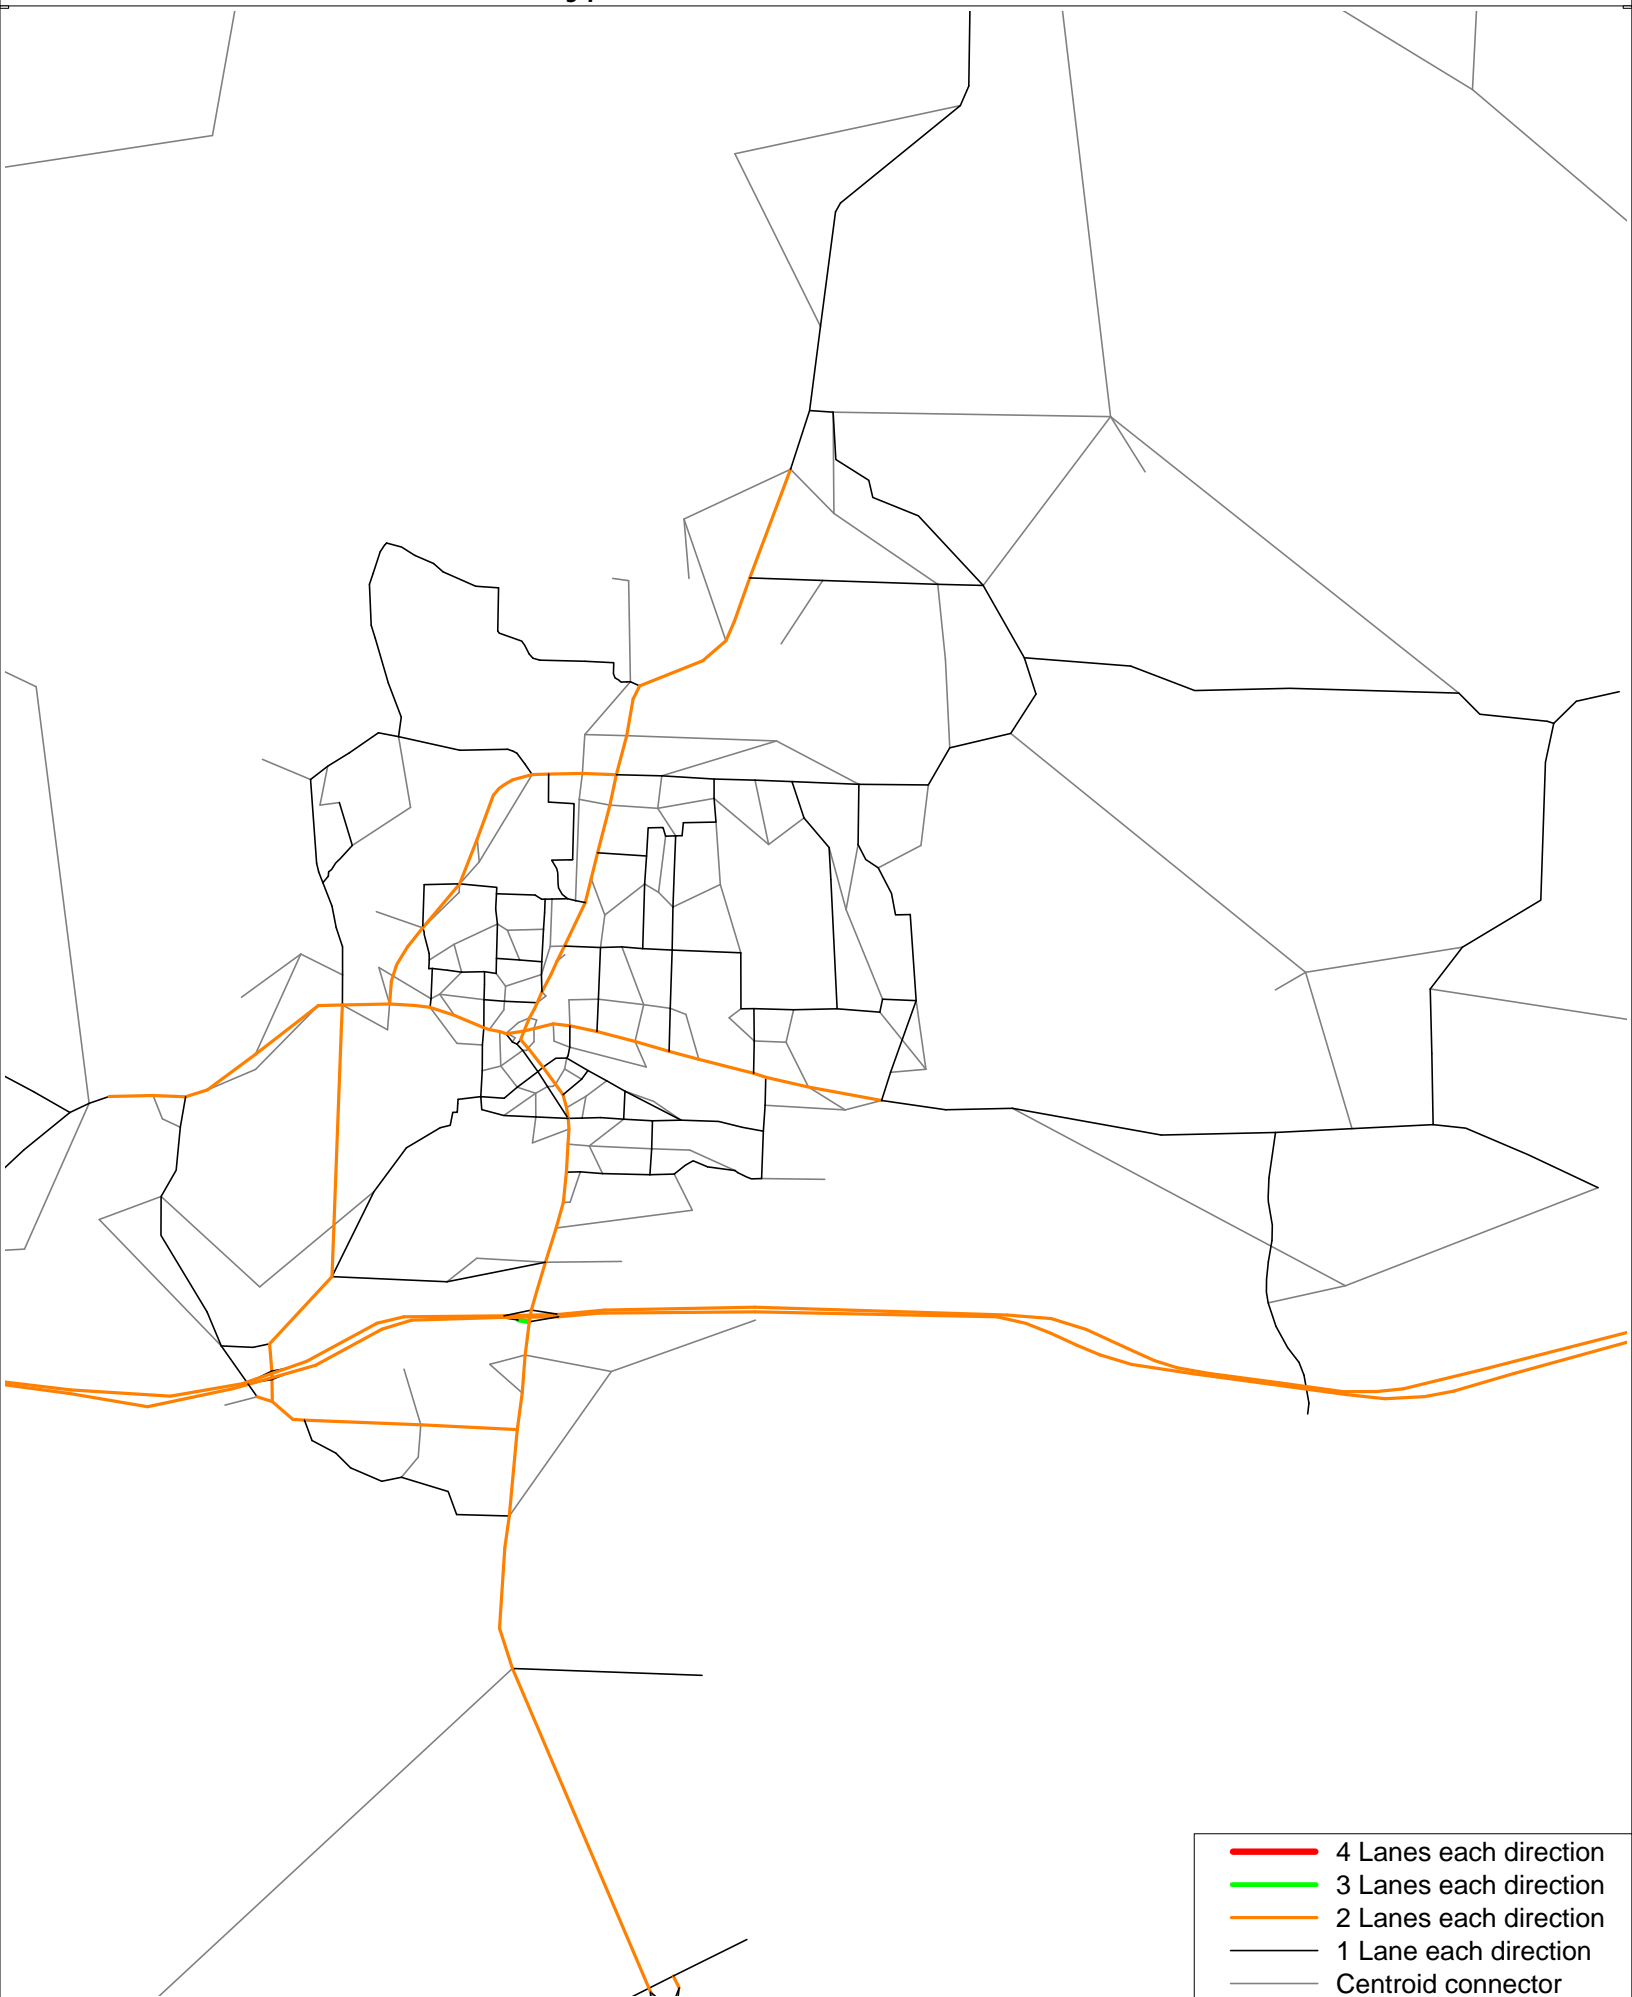 4 Lanes each direction
3 Lanes each direction
2 Lanes each direction
1 Lane each direction
Centroid connector